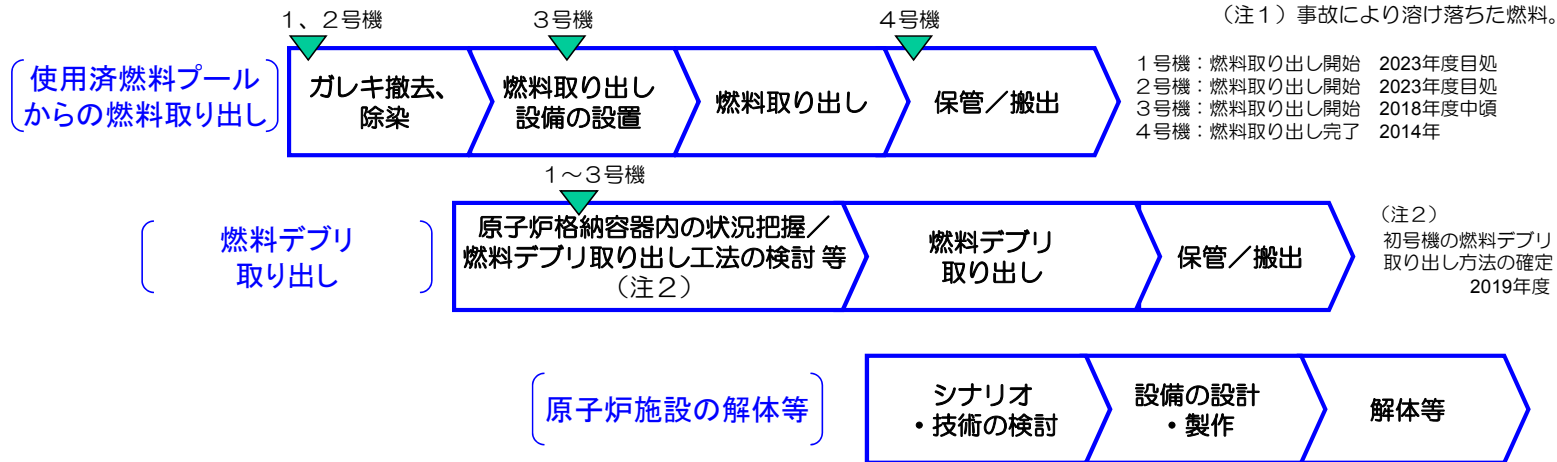 （注１）事故により溶け落ちた燃料。
１、２号機
３号機
４号機
使用済燃料プール
からの燃料取り出し
ガレキ撤去、
除染
燃料取り出し
設備の設置
燃料取り出し
保管／搬出
１号機：燃料取り出し開始　2023年度目処
２号機：燃料取り出し開始　2023年度目処
３号機：燃料取り出し開始　2018年度中頃
４号機：燃料取り出し完了　2014年
１～３号機
燃料デブリ
取り出し
原子炉格納容器内の状況把握／
燃料デブリ取り出し工法の検討 等
（注２）
燃料デブリ
取り出し
保管／搬出
（注２）
初号機の燃料デブリ
取り出し方法の確定
2019年度
原子炉施設の解体等
シナリオ
・技術の検討
設備の設計
・製作
解体等